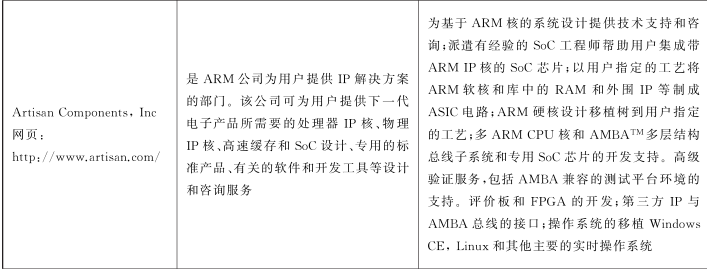 Artisan Components, Inc
网页：
http://www.artisan.com/
是 ARM 公司为用户提供 IP 解决方案
的部门。该公司可为用户提供下一代
电子产品所需要的处理器 IP 核、物理
IP 核、高速缓存和 SoC 设计、专用的标
准产品、有关的软件和开发工具等设计
和咨询服务
为基于 ARM 核的系统设计提供技术支持和咨
询；派遣有经验的 SoC 工程师帮助用户集成带
ARM IP 核的 SoC 芯片；以用户指定的工艺将
ARM 软核和库中的 RAM 和外围 IP 等制成
ASIC 电路；ARM 硬核设计移植树到用户指定
的工艺；多 ARM CPU 核和 AMBA™多层结构
总线子系统和专用 SoC 芯片的开发支持。高级
验证服务，包括 AMBA 兼容的测试平台环境的
支持。评价板和 FPGA 的开发；第三方 IP 与
AMBA 总线的接口；操作系统的移植 Windows
CE，Linux 和其他主要的实时操作系统